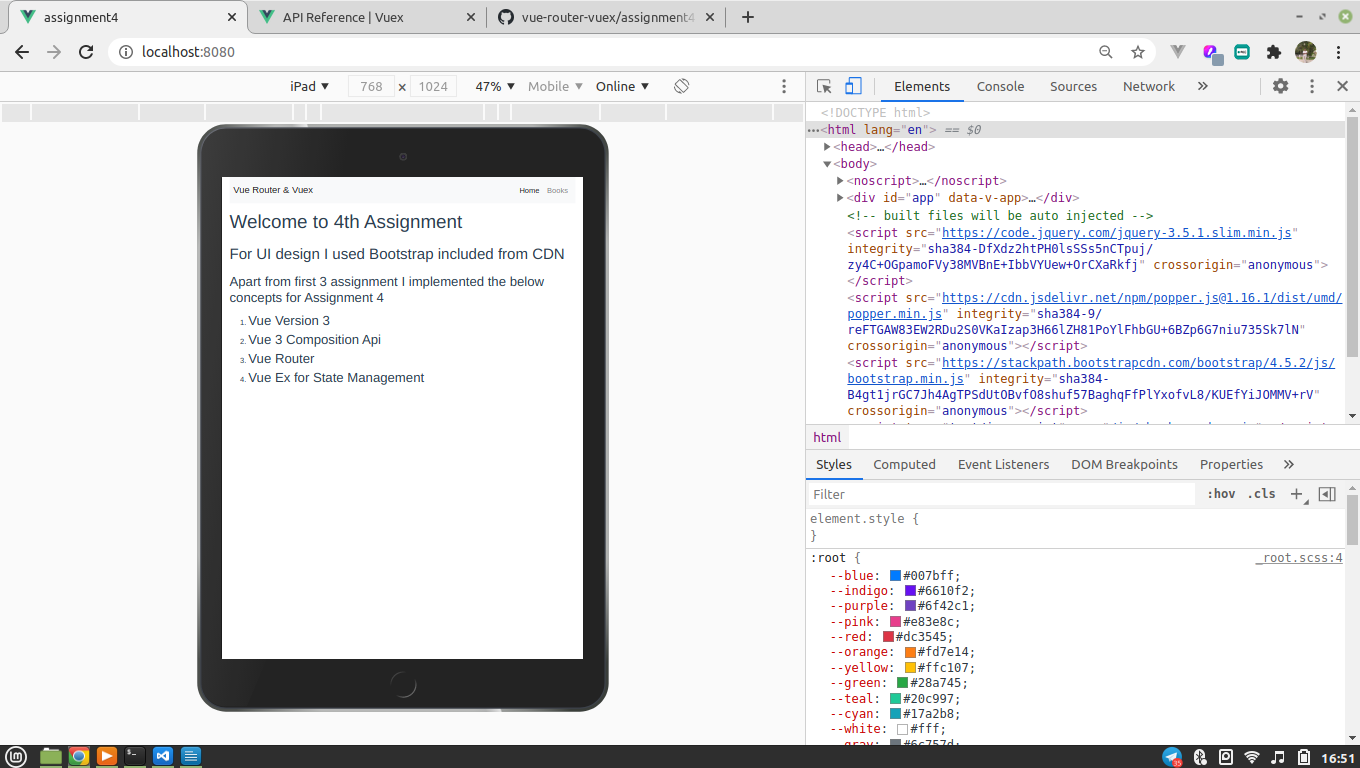 assignment4
API Reference | Vuex
vue-router-vuex/assignment4
localhost:8080
iPad ▼ 768 × 1024 47% ▼ Mobile ▼ Online ▼
Vue Router & Vuex Home Books
Welcome to 4th Assignment
For UI design I used Bootstrap included from CDN
Apart from first 3 assignment I implemented the below
concepts for Assignment 4
1. Vue Version 3
2. Vue 3 Composition Api
3. Vue Router
4. Vue Ex for State Management
Elements Console Sources Network »
<!DOCTYPE html>
•••<html lang="en"> == $0
▶<head>…</head>
▼<body>
▶<noscript>…</noscript>
▶<div id="app" data-v-app>…</div>
<!-- built files will be auto injected -->
<script src="https://code.jquery.com/jquery-3.5.1.slim.min.js"
integrity="sha384-DfXdz2htPH0lsSSs5nCTpuj/
zy4C+OGpamoFVy38MVBnE+IbbVYUew+OrCXaRkfj" crossorigin="anonymous">
</script>
<script src="https://cdn.jsdelivr.net/npm/popper.js@1.16.1/dist/umd/
popper.min.js" integrity="sha384-9/
reFTGAW83EW2RDu2S0VKaIzap3H66lZH81PoYlFhbGU+6BZp6G7niu735Sk7lN"
crossorigin="anonymous"></script>
<script src="https://stackpath.bootstrapcdn.com/bootstrap/4.5.2/js/
bootstrap.min.js" integrity="sha384-
B4gt1jrGC7Jh4AgTPSdUtOBvfO8shuf57BaghqFfPlYxofvL8/KUEfYiJOMMV+rV"
crossorigin="anonymous"></script>
html
Styles Computed Event Listeners DOM Breakpoints Properties »
Filter :hov .cls +
element.style {
}
:root { _root.scss:4
--blue: #007bff;
--indigo: #6610f2;
--purple: #6f42c1;
--pink: #e83e8c;
--red: #dc3545;
--orange: #fd7e14;
--yellow: #ffc107;
--green: #28a745;
--teal: #20c997;
--cyan: #17a2b8;
--white: #fff;
--gray: #6c757d;
35
16:51